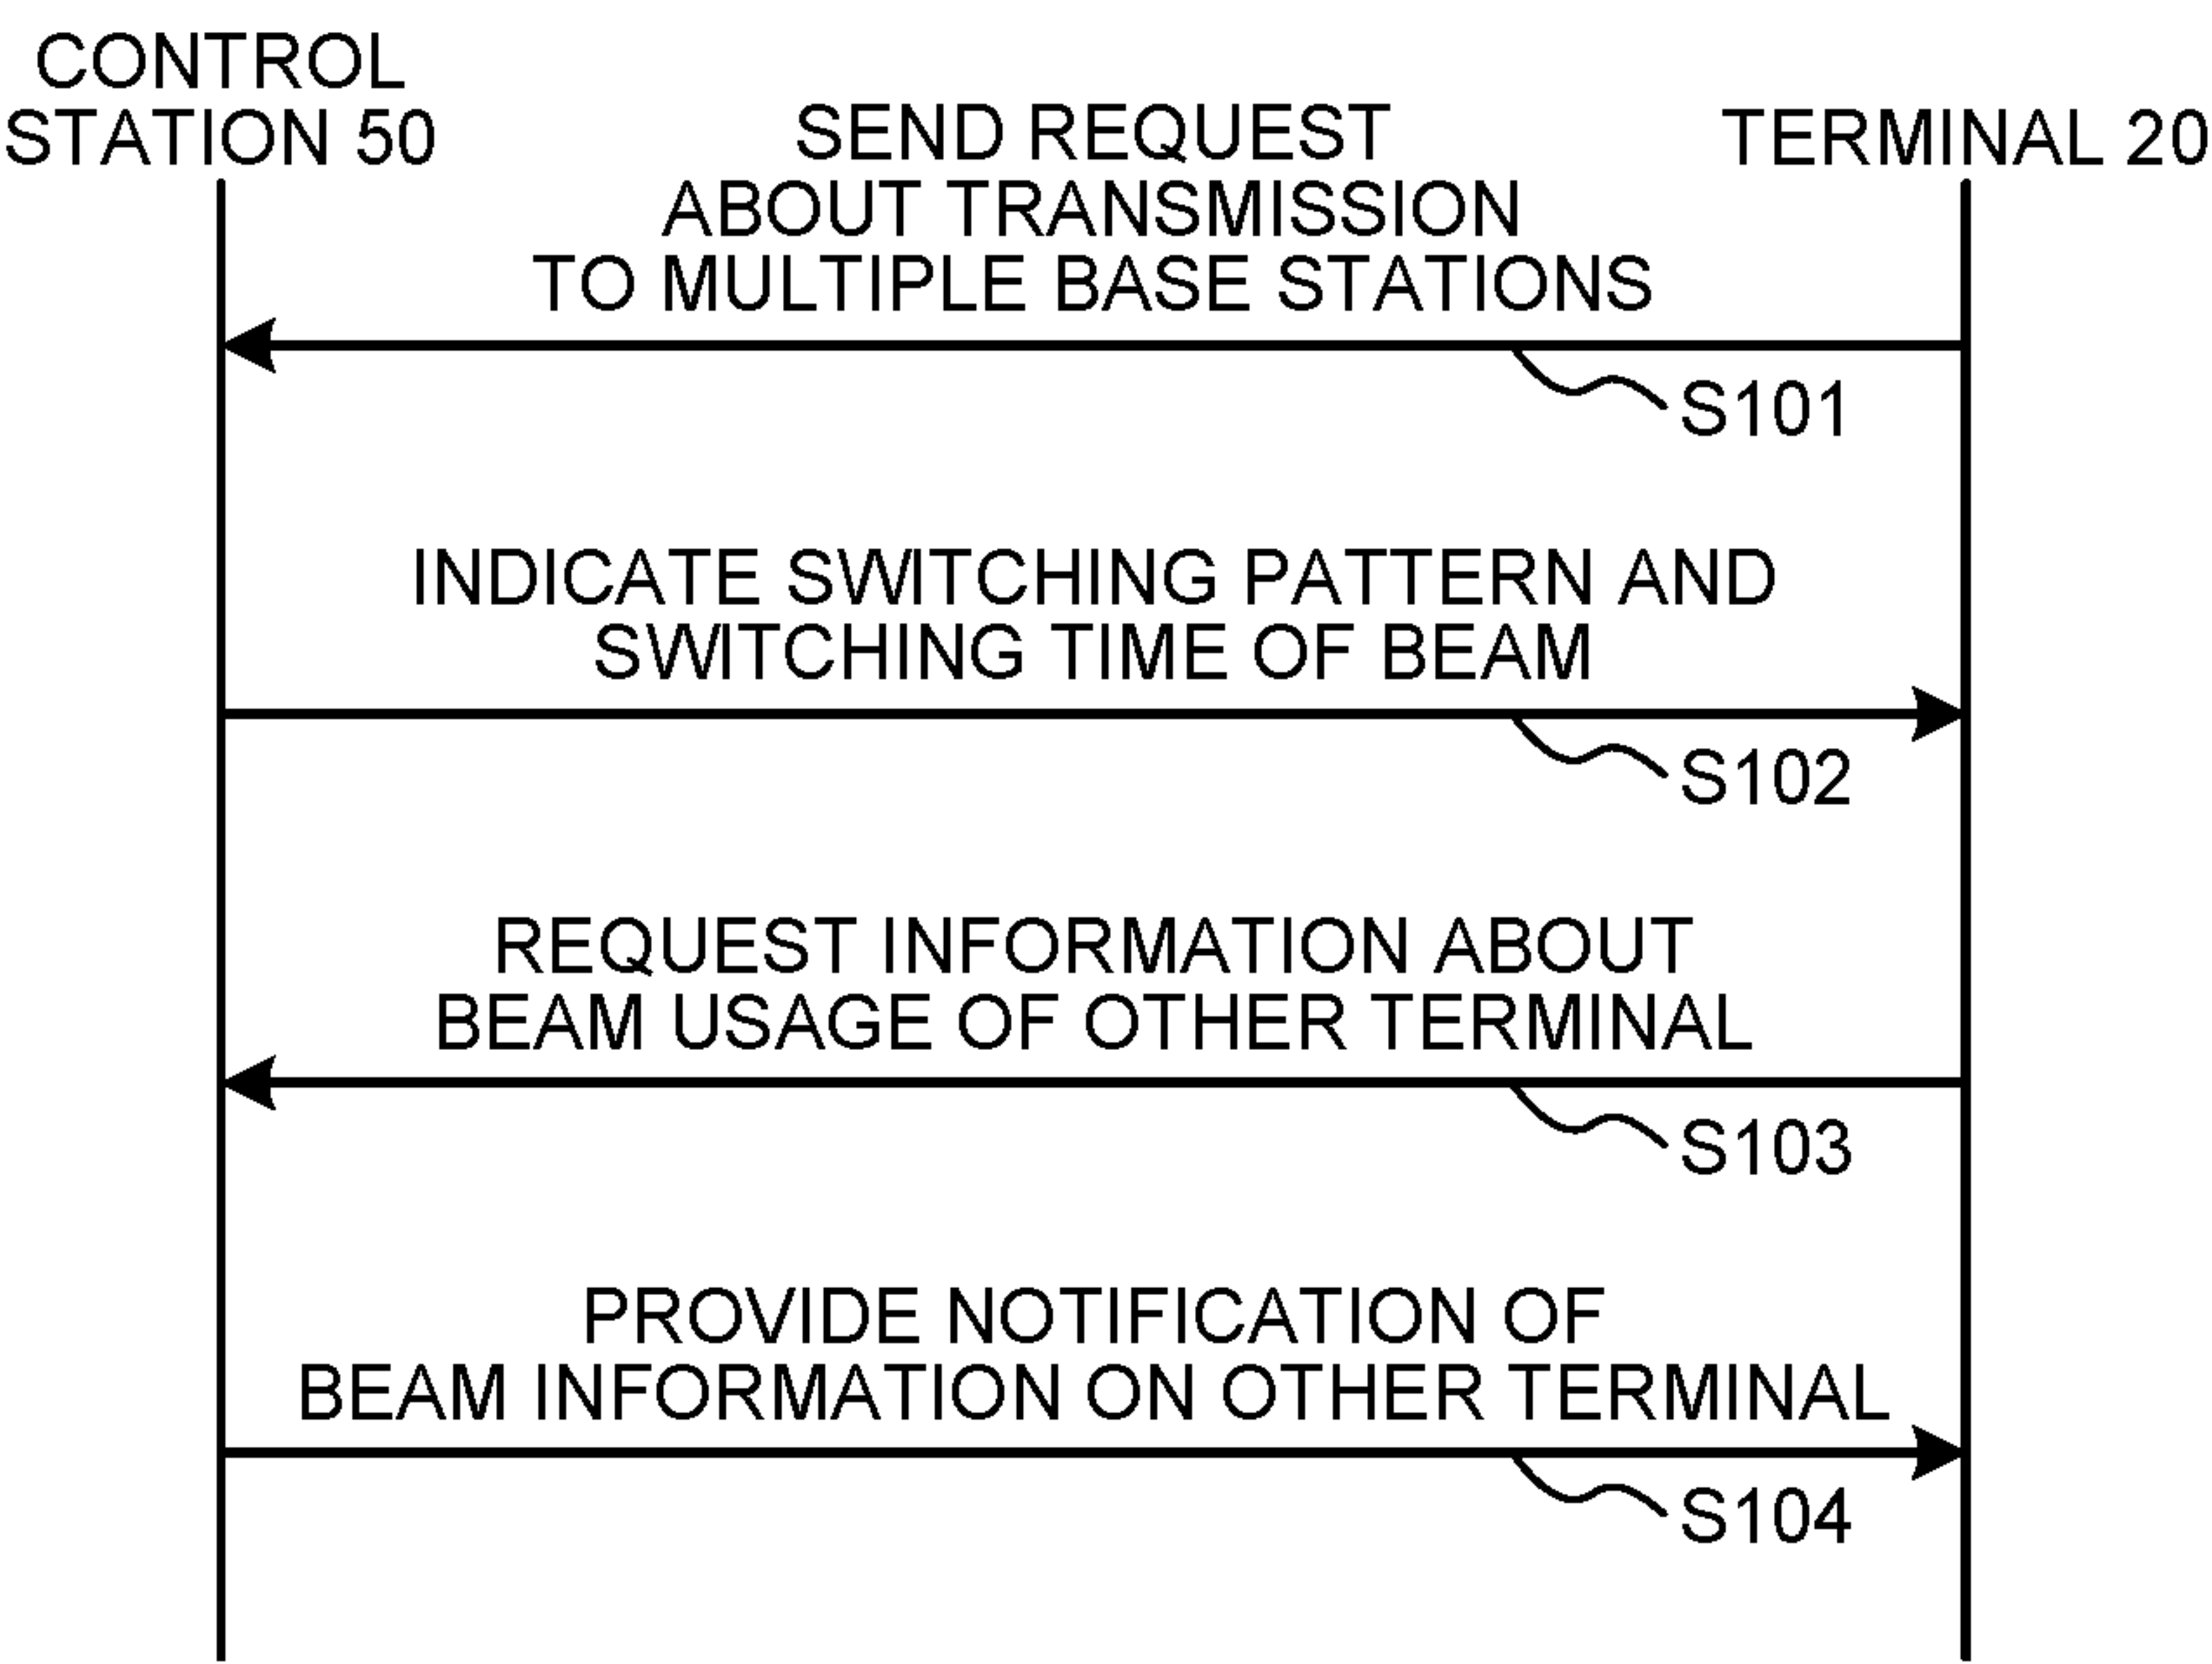 CONTROL
STATION 50
TERMINAL 20
SEND REQUEST
ABOUT TRANSMISSION
TO MULTIPLE BASE STATIONS
S101
INDICATE SWITCHING PATTERN AND
SWITCHING TIME OF BEAM
S102
REQUEST INFORMATION ABOUT
BEAM USAGE OF OTHER TERMINAL
S103
PROVIDE NOTIFICATION OF
BEAM INFORMATION ON OTHER TERMINAL
S104